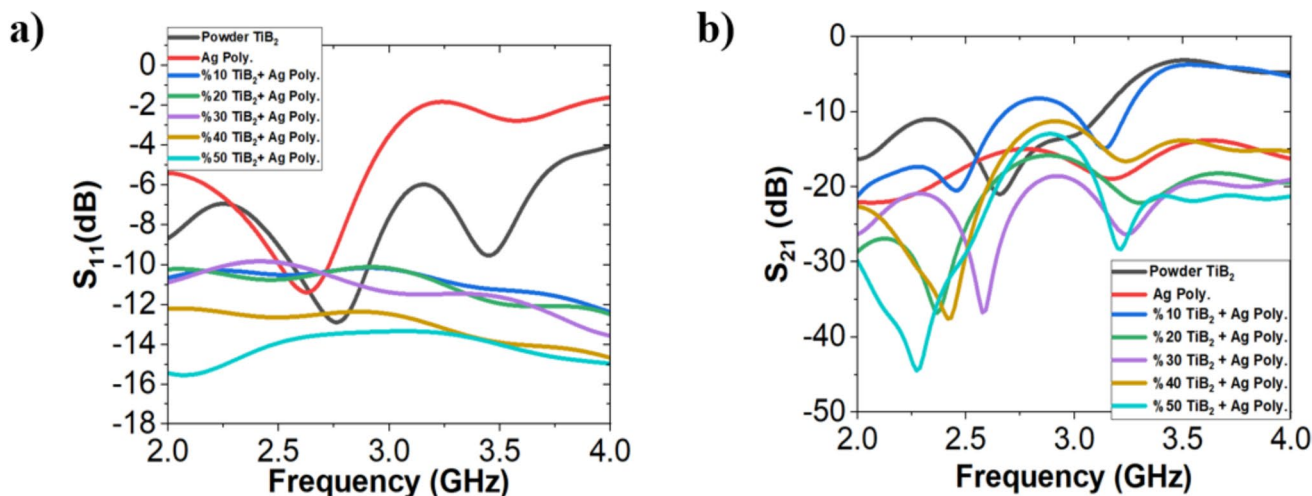 a)
Powder TiB₂
Ag Poly.
%10 TiB₂+ Ag Poly.
%20 TiB₂+ Ag Poly.
%30 TiB₂+ Ag Poly.
%40 TiB₂+ Ag Poly.
%50 TiB₂+ Ag Poly.
0
-2
-4
-6
-8
-10
-12
-14
-16
-18
S₁₁(dB)
2.0 2.5 3.0 3.5 4.0
Frequency (GHz)
b)
0
-10
-20
-30
-40
-50
S₂₁ (dB)
Powder TiB₂
Ag Poly.
%10 TiB₂ + Ag Poly.
%20 TiB₂ + Ag Poly.
%30 TiB₂ + Ag Poly.
%40 TiB₂ + Ag Poly.
%50 TiB₂ + Ag Poly.
2.0 2.5 3.0 3.5 4.0
Frequency (GHz)